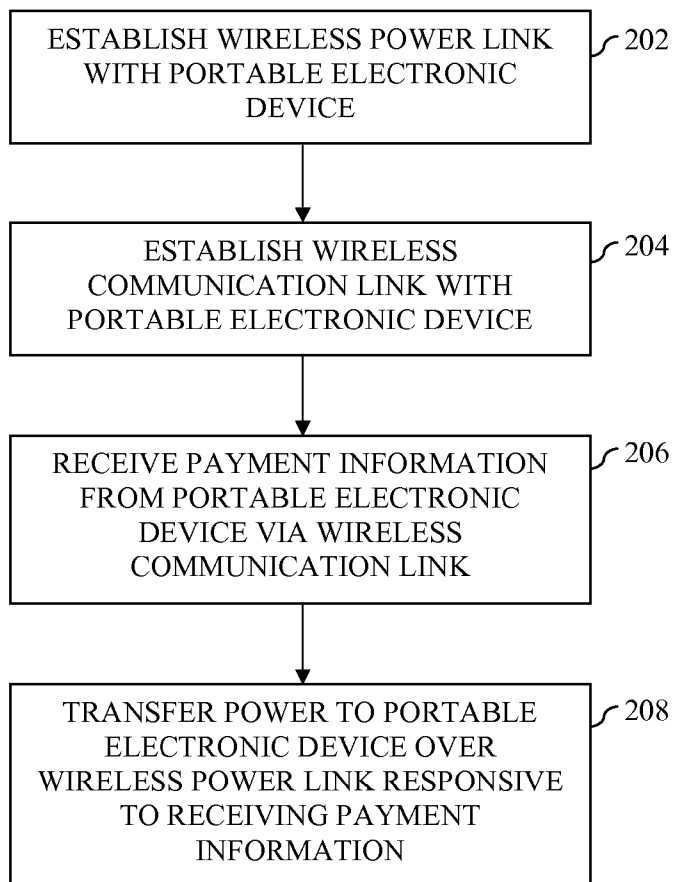 ESTABLISH WIRELESS POWER LINK
WITH PORTABLE ELECTRONIC
DEVICE
202
ESTABLISH WIRELESS
COMMUNICATION LINK WITH
PORTABLE ELECTRONIC DEVICE
204
RECEIVE PAYMENT INFORMATION
FROM PORTABLE ELECTRONIC
DEVICE VIA WIRELESS
COMMUNICATION LINK
206
TRANSFER POWER TO PORTABLE
ELECTRONIC DEVICE OVER
WIRELESS POWER LINK RESPONSIVE
TO RECEIVING PAYMENT
INFORMATION
208